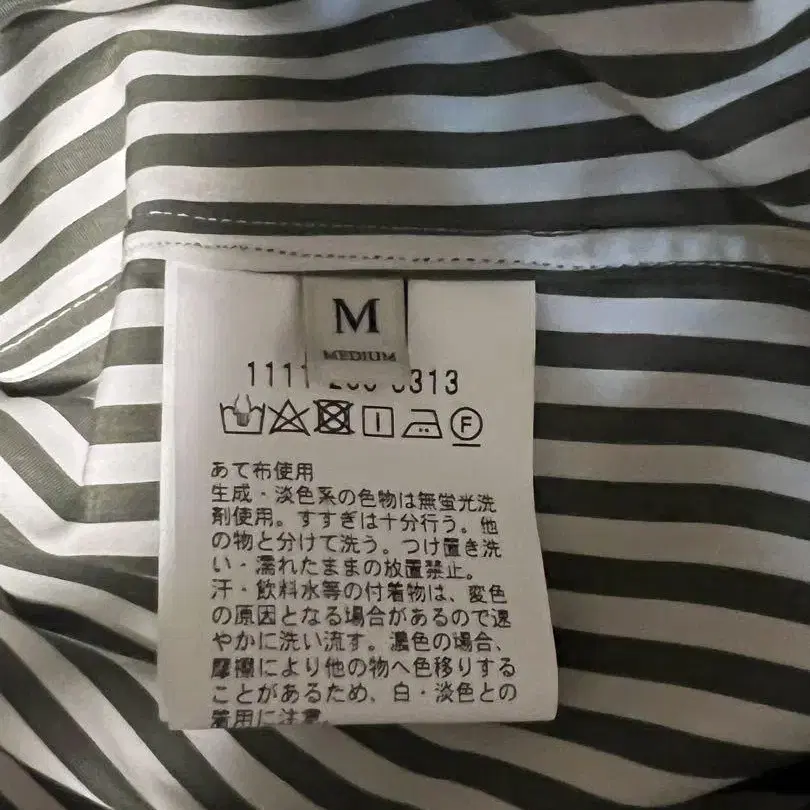 M
MEDIUM
1111 313
F
あて布使用
生成・淡色系の色物は無蛍光洗
剤使用。すすぎは十分行う。他
の物と分けて洗う。つけ置き洗
い・濡れたままの放置禁止。
汗・飲料水等の付着物は、変色
の原因となる場合があるので速
やかに洗い流す。濃色の場合、
摩擦により他の物へ色移りする
ことがあるため、白・淡色との
着用に注意。